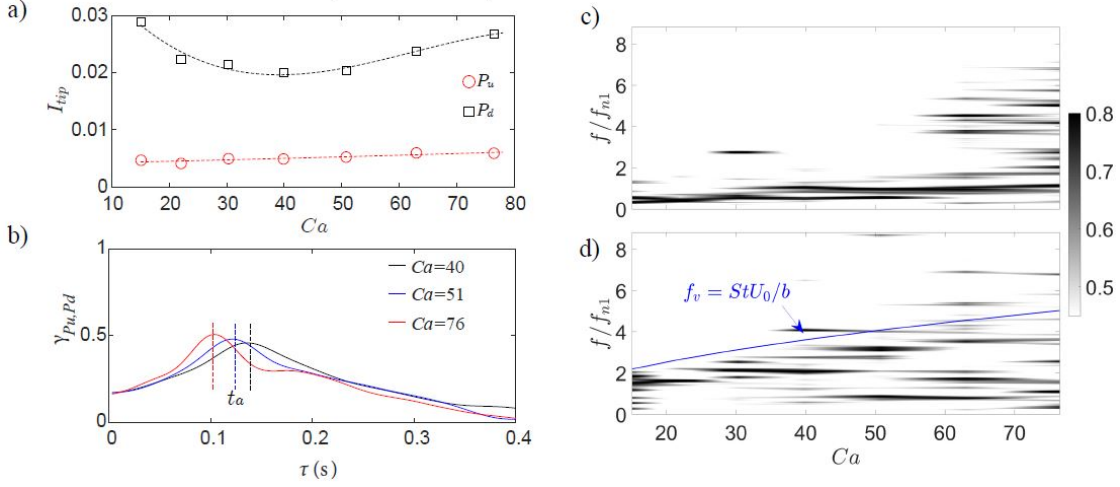 a)
0.03
0.02
0.01
0
I_tip
P_u
P_d
10 20 30 40 50 60 70 80
Ca
b)
1
0.5
0
γ_Pu,Pd
Ca=40
Ca=51
Ca=76
t_a
0 0.1 0.2 0.3 0.4
τ (s)
c)
8
6
4
2
0
f/f_n1
0.8
0.7
0.6
0.5
d)
8
6
4
2
0
f/f_n1
f_v = StU_0/b
20 30 40 50 60 70
Ca